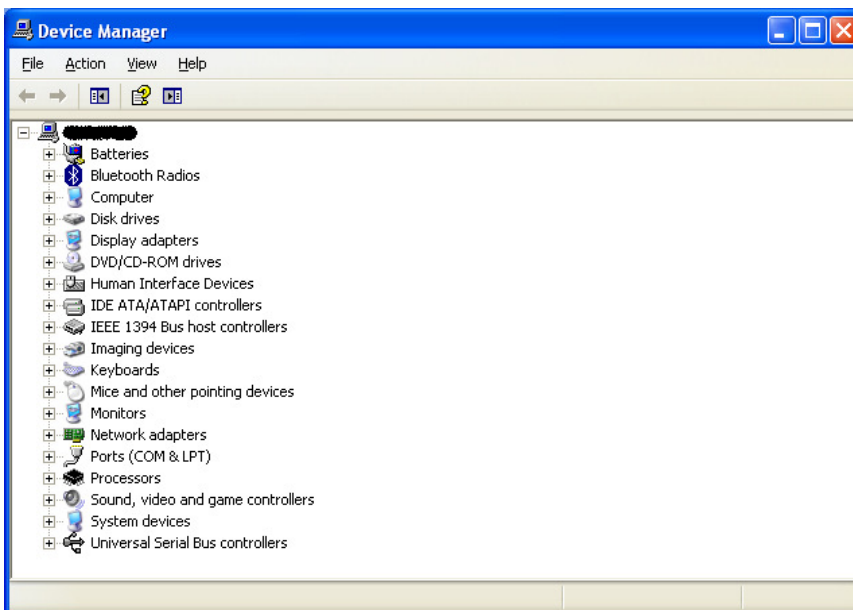 Device Manager
File Action View Help
Batteries
Bluetooth Radios
Computer
Disk drives
Display adapters
DVD/CD-ROM drives
Human Interface Devices
IDE ATA/ATAPI controllers
IEEE 1394 Bus host controllers
Imaging devices
Keyboards
Mice and other pointing devices
Monitors
Network adapters
Ports (COM & LPT)
Processors
Sound, video and game controllers
System devices
Universal Serial Bus controllers